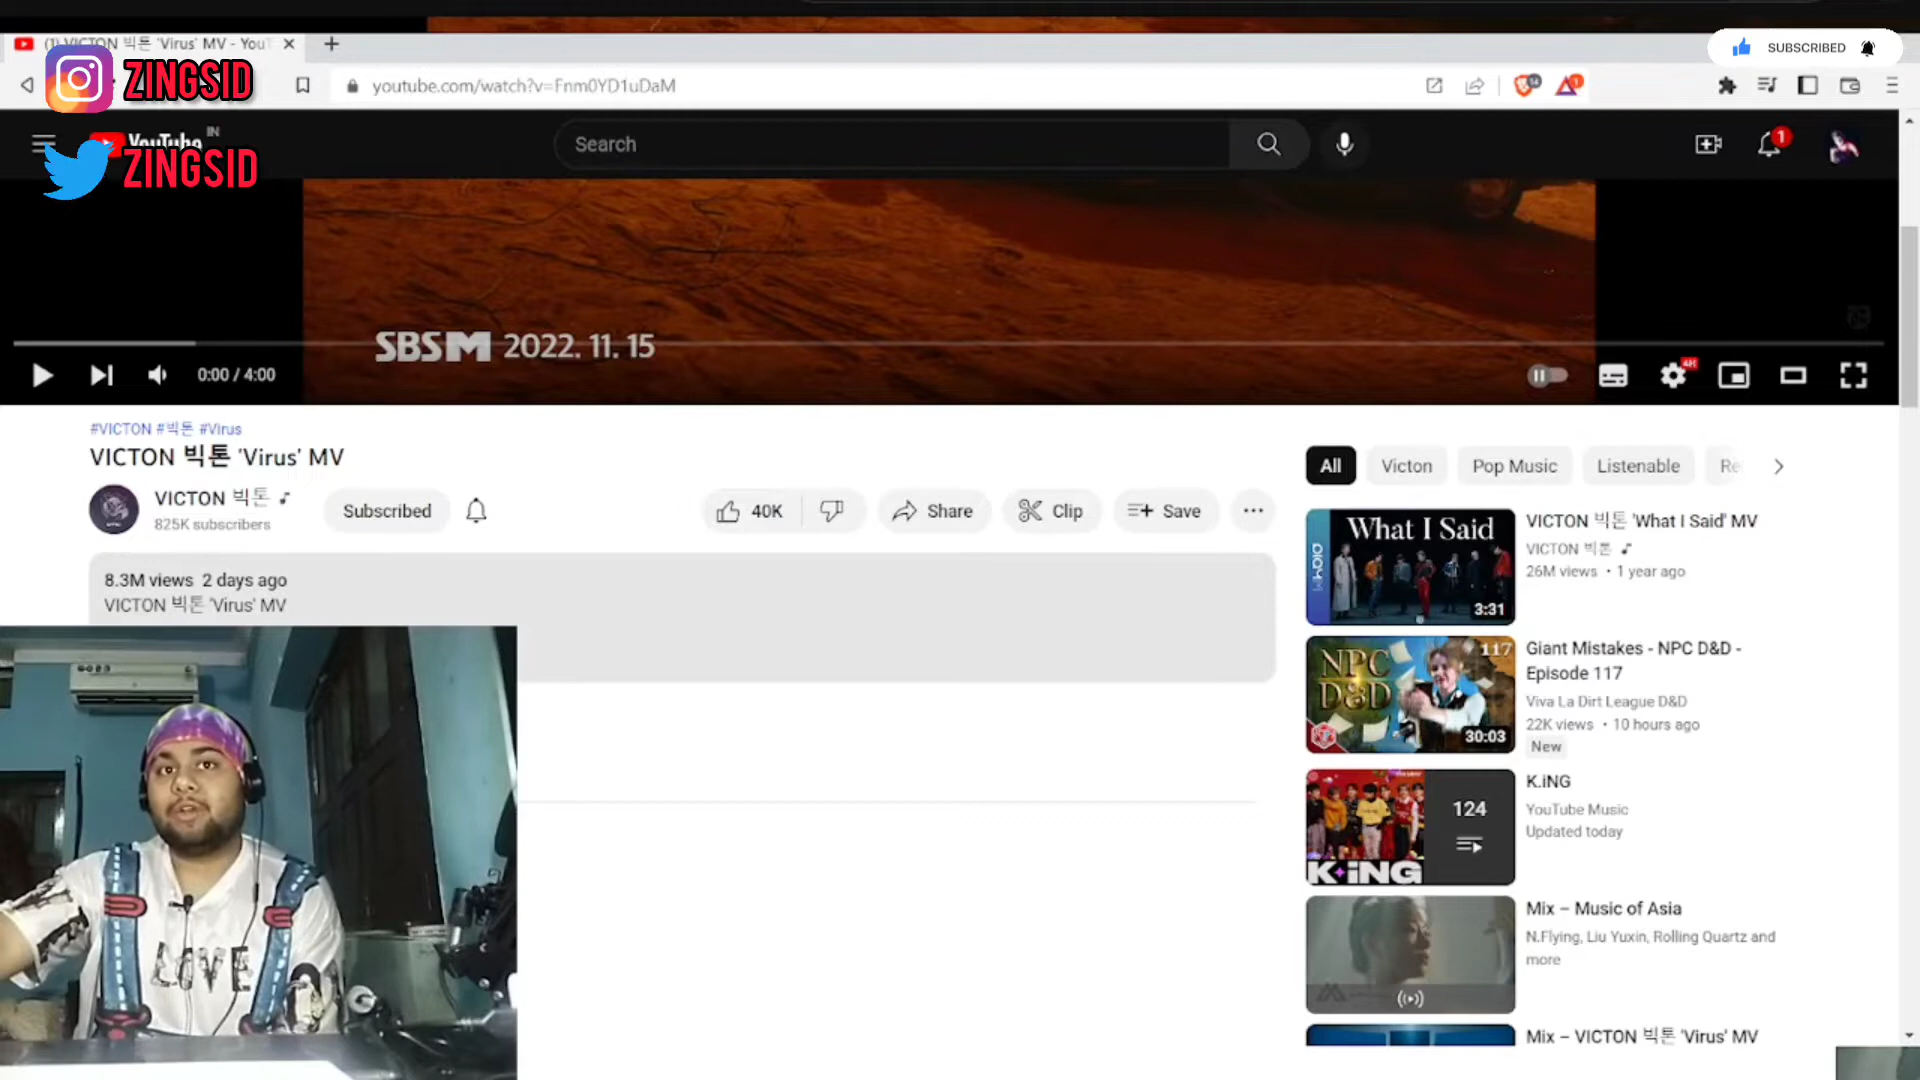 (1) VICTON 빅톤 'Virus' MV - YouT
SUBSCRIBED
ZINGSID
youtube.com/watch?v=Fnm0YD1uDaM
14
1
YouTube IN
Search
1
ZINGSID
SBS M 2022. 11. 15
0:00 / 4:00
#VICTON #빅톤 #Virus
VICTON 빅톤 'Virus' MV
VICTON 빅톤
825K subscribers
Subscribed
40K
Share
Clip
Save
8.3M views 2 days ago
VICTON 빅톤 'Virus' MV
All
Victon
Pop Music
Listenable
Re
What I Said
3:31
VICTON 빅톤 'What I Said' MV
VICTON 빅톤
26M views • 1 year ago
NPC
D&D
117
30:03
Giant Mistakes - NPC D&D -
Episode 117
Viva La Dirt League D&D
22K views • 10 hours ago
New
K·iNG
124
K.iNG
YouTube Music
Updated today
Mix – Music of Asia
N.Flying, Liu Yuxin, Rolling Quartz and
more
Mix – VICTON 빅톤 'Virus' MV
LOVE